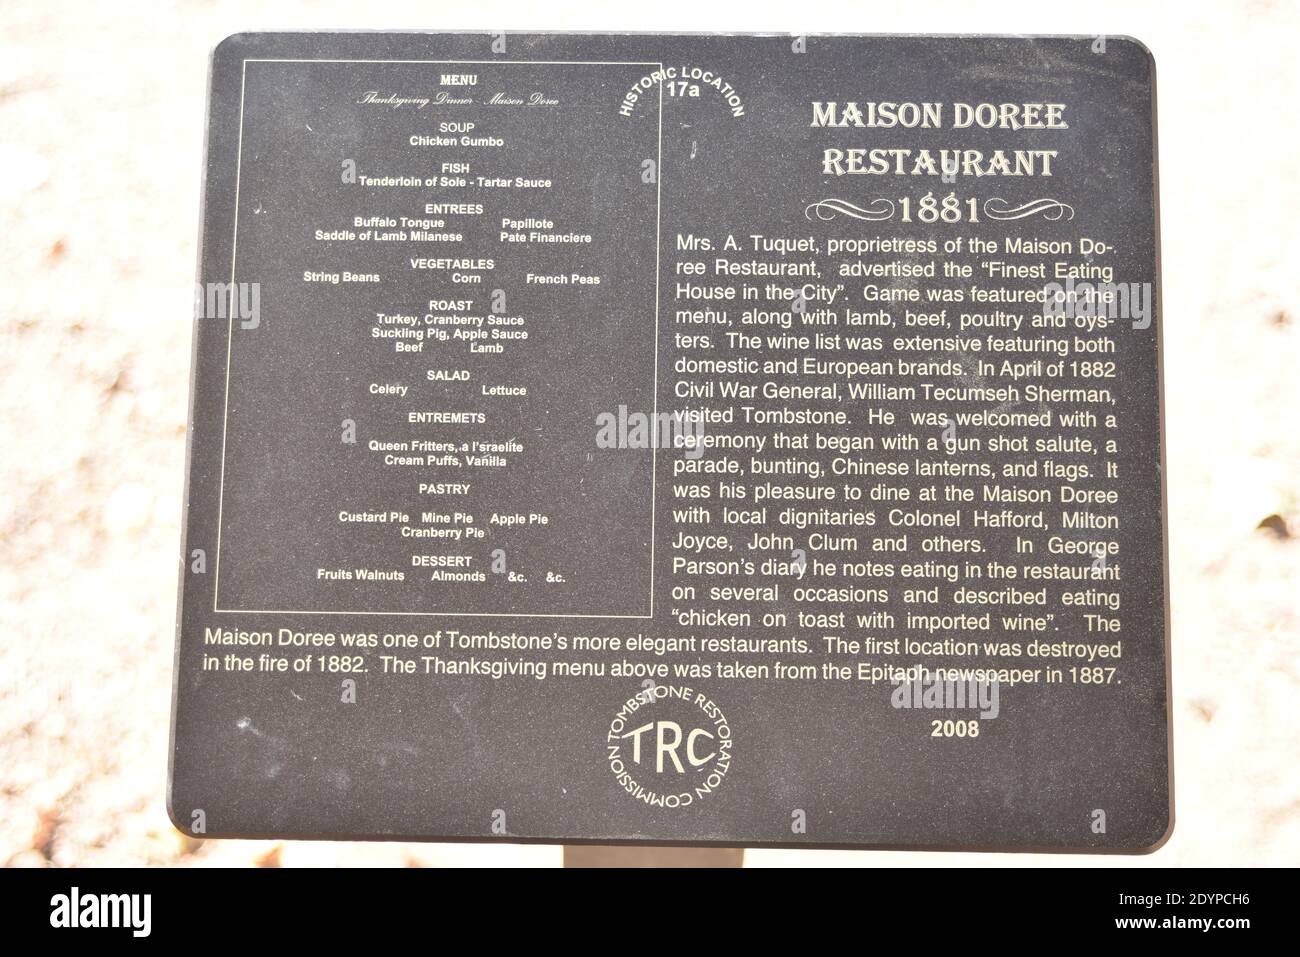 MENU
Thanksgiving Dinner Maison Doree
SOUP
Chicken Gumbo
FISH
Tenderloin of Sole - Tartar Sauce
ENTREES
Buffalo Tongue Papillote
Saddle of Lamb Milanese Pate Financiere
VEGETABLES
String Beans Corn French Peas
ROAST
Turkey, Cranberry Sauce
Suckling Pig, Apple Sauce
Beef Lamb
SALAD
Celery Lettuce
ENTREMETS
Queen Fritters, a l'sraelite
Cream Puffs, Vanilla
PASTRY
Custard Pie Mine Pie Apple Pie
Cranberry Pie
DESSERT
Fruits Walnuts Almonds &c. &c.
HISTORIC LOCATION
17a
MAISON DOREE
RESTAURANT
1881
Mrs. A. Tuquet, proprietress of the Maison Do-
ree Restaurant, advertised the “Finest Eating
House in the City”. Game was featured on the
menu, along with lamb, beef, poultry and oys-
ters. The wine list was extensive featuring both
domestic and European brands. In April of 1882
Civil War General, William Tecumseh Sherman,
visited Tombstone. He was welcomed with a
ceremony that began with a gun shot salute, a
parade, bunting, Chinese lanterns, and flags. It
was his pleasure to dine at the Maison Doree
with local dignitaries Colonel Hafford, Milton
Joyce, John Clum and others. In George
Parson's diary he notes eating in the restaurant
on several occasions and described eating
“chicken on toast with imported wine”. The
Maison Doree was one of Tombstone's more elegant restaurants. The first location was destroyed
in the fire of 1882. The Thanksgiving menu above was taken from the Epitaph newspaper in 1887.
TOMBSTONE RESTORATION COMMISSION
TRC
2008
alamy
alamy
alamy
alamy
Image ID: 2DYPCH6
www.alamy.com